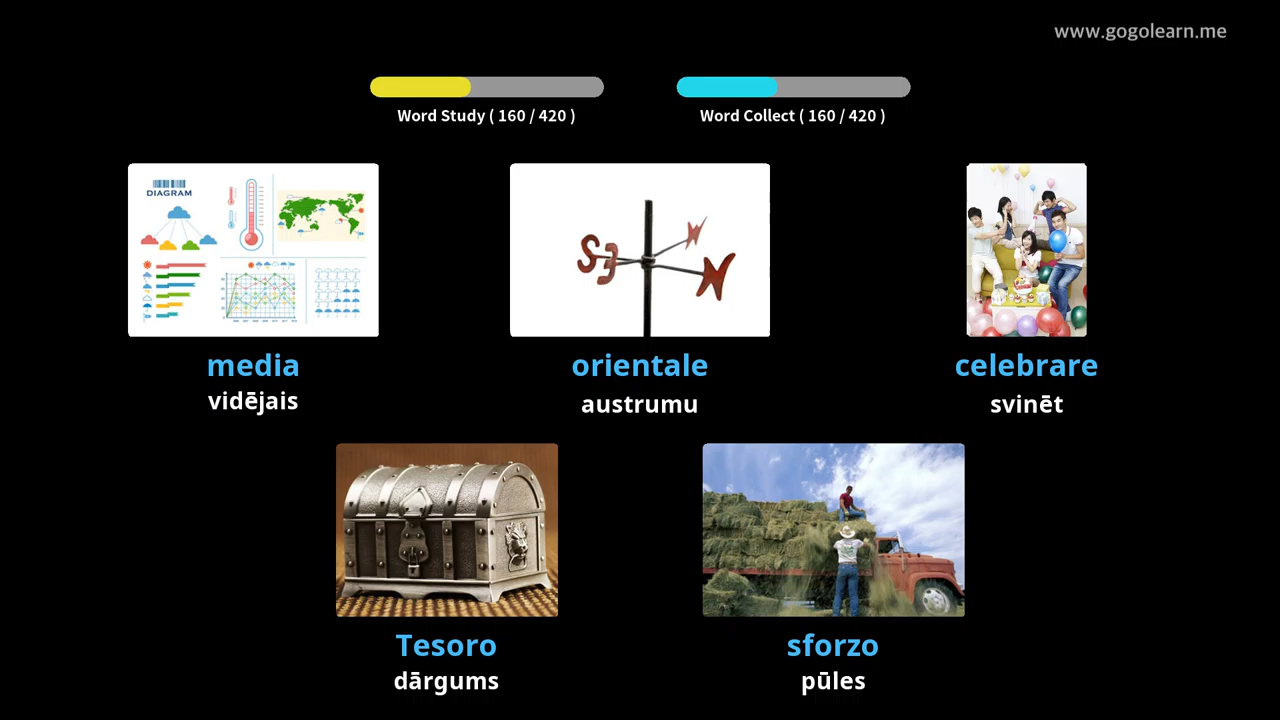 www.gogolearn.me
Word Study ( 160 / 420 )
Word Collect ( 160 / 420 )
DIAGRAM
media
vidējais
orientale
austrumu
celebrare
svinēt
Tesoro
dārgums
sforzo
pūles